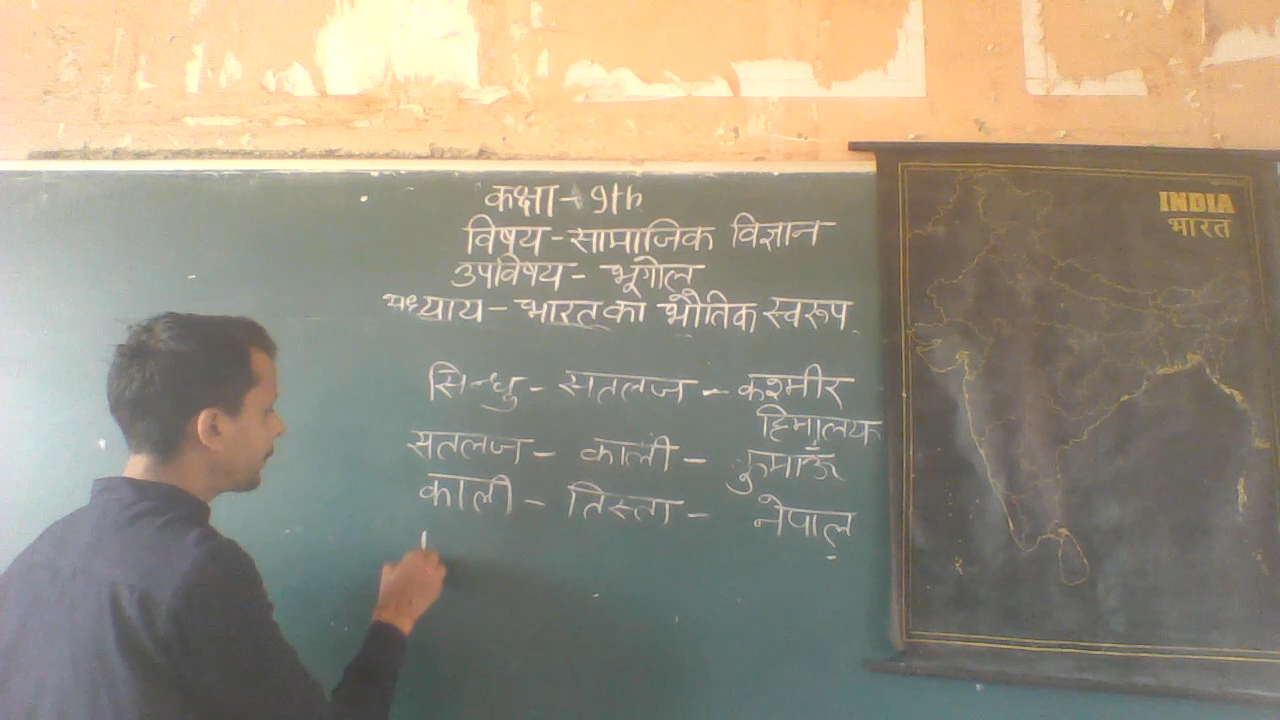 कक्षा - 9th
विषय - सामाजिक विज्ञान
उपविषय - भूगोल
अध्याय - भारत का भौतिक स्वरूप
सिन्धु - सतलज - कश्मीर
हिमालय
सतलज - काली - कुमाऊँ
काली - तिस्ता - नेपाल
INDIA
भारत